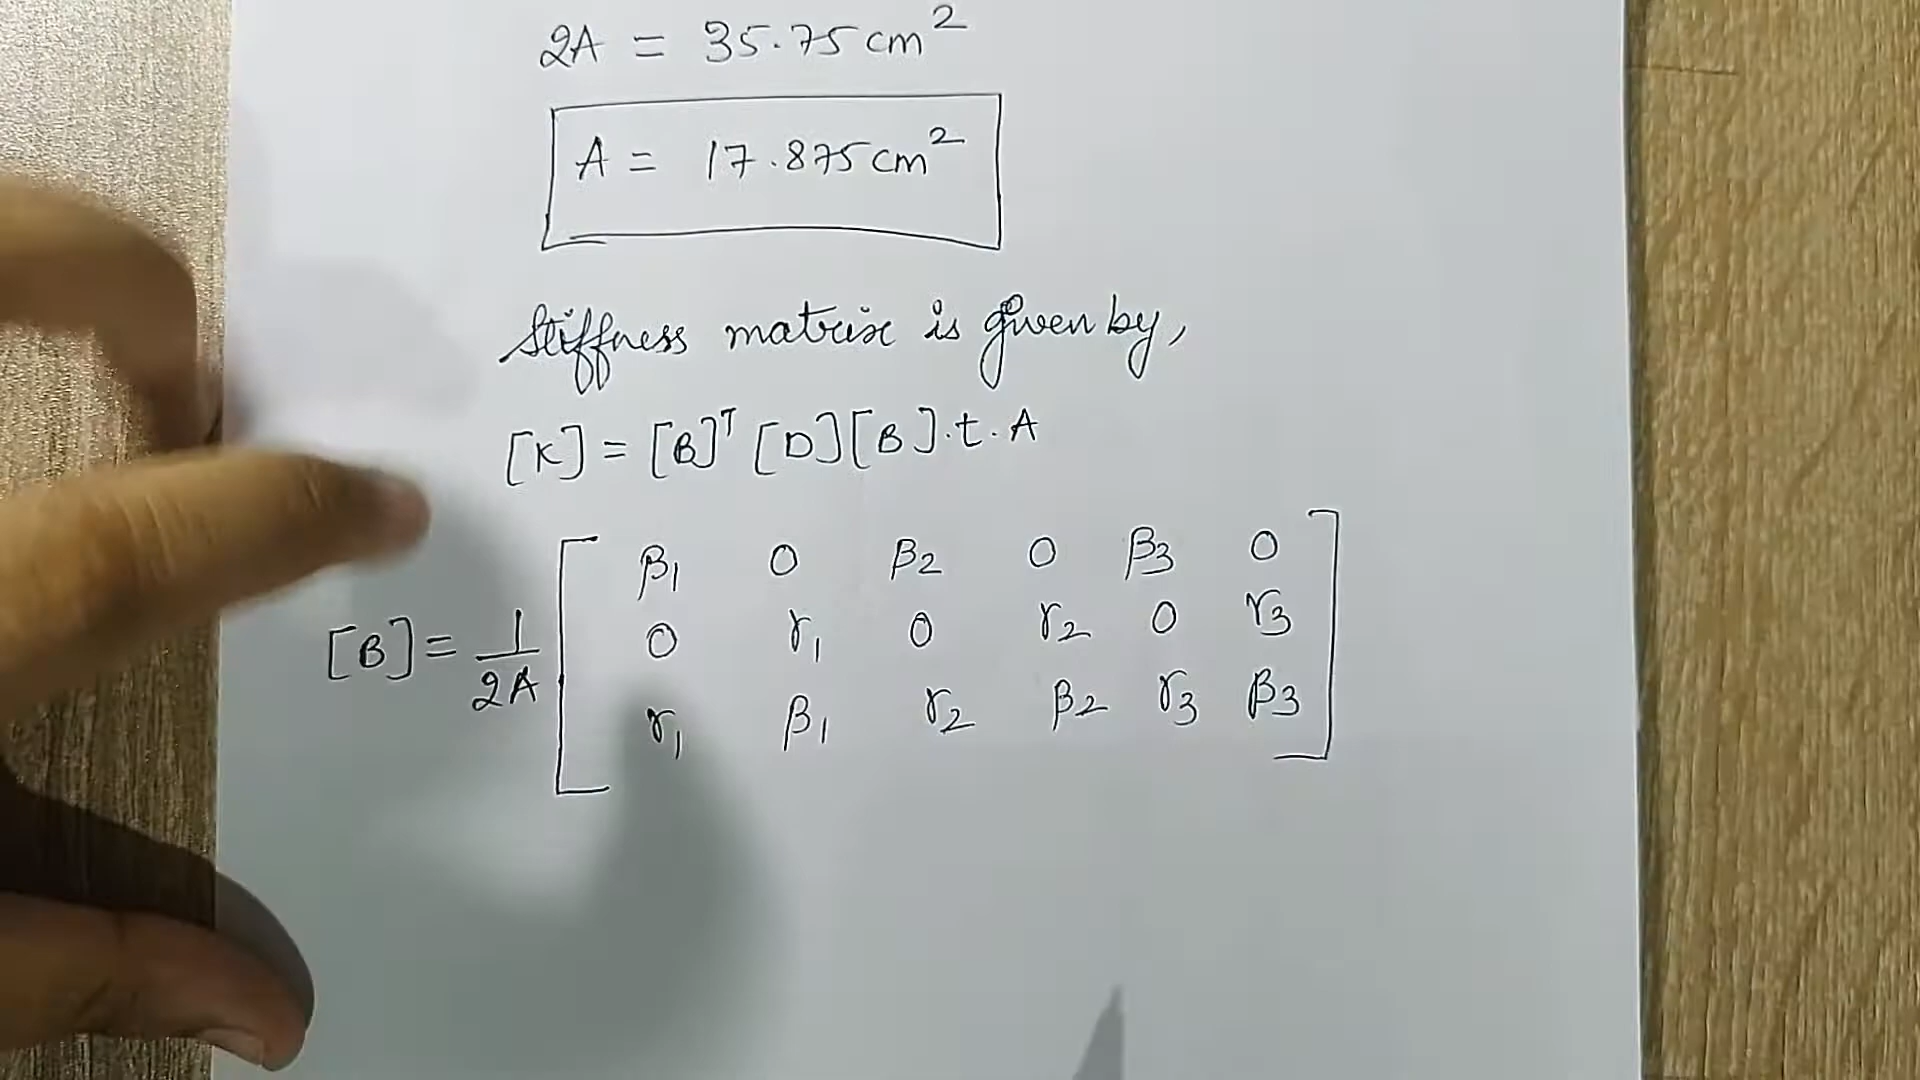 2A = 35.75 cm²
A = 17.875 cm²
Stiffness matrix is given by,
[K] = [B]ᵀ [D][B].t.A
[B] = 1/2A [β1 0 β2 0 β3 0
0 γ1 0 γ2 0 γ3
γ1 β1 γ2 β2 γ3 β3]